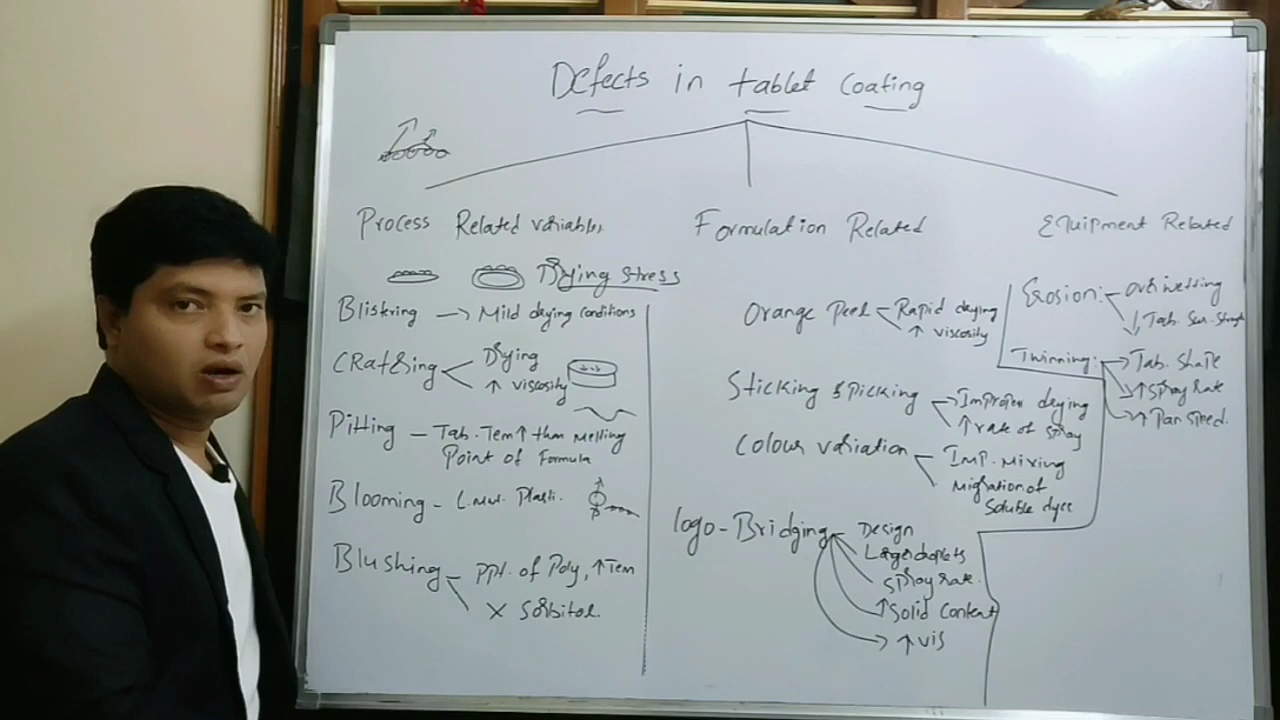 Defects in tablet Coating
Process Related variables
Drying Stress
Blistering → Mild drying conditions
CRatering Drying
↑ viscosity
Pitting - Tab. Tem↑ than Melling
Point of Formula
Blooming - L.Mwt. Plasti.
P
Blushing - PPt. of Poly, ↑Tem
X Sorbitol.
Formulation Related
Orange Peel Rapid drying
↑ viscosity
Sticking & picking → Improper drying
↑ rate of spray
Colour variation Imp. Mixing
Migration of
Soluble dyes
logo-Bridging Design
Large droplets
Spray rate.
↑Solid Content
↑ vis
Equipment Related
Erosion: over wetting
↓ Tab. Sur. Strength
Twinning: → Tab. Shape
↑ Spray Rate
↑ Pan Speed.